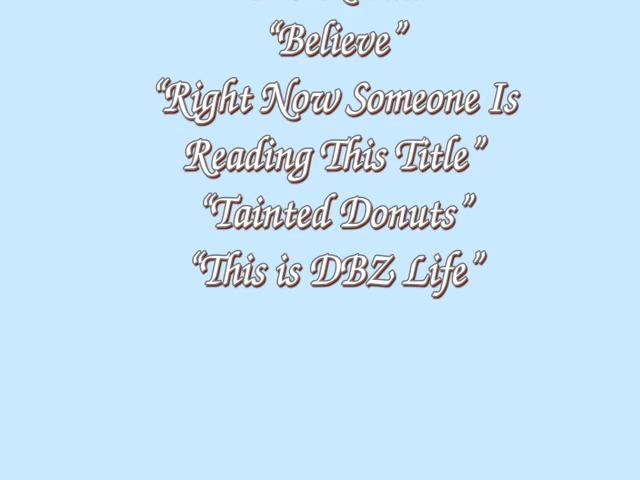 “Believe”
“Right Now Someone Is
Reading This Title”
“Tainted Donuts”
“This is DBZ Life”